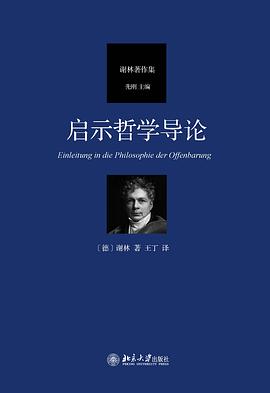 谢林著作集
先刚 主编
启示哲学导论
Einleitung in die Philosophie der Offenbarung
〔德〕谢林 著 王丁 译
北京大学出版社
PEKING UNIVERSITY PRESS